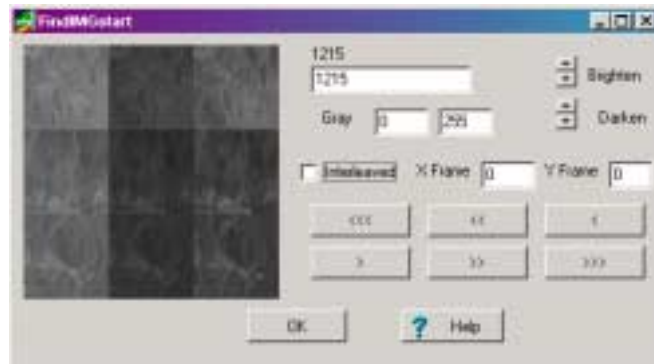 FindIMGstart
1215
1215
Brighten
Gray 0 255 Darken
Interleaved X Frame 0 Y Frame 0
<<< << <
> >> >>>
OK ? Help